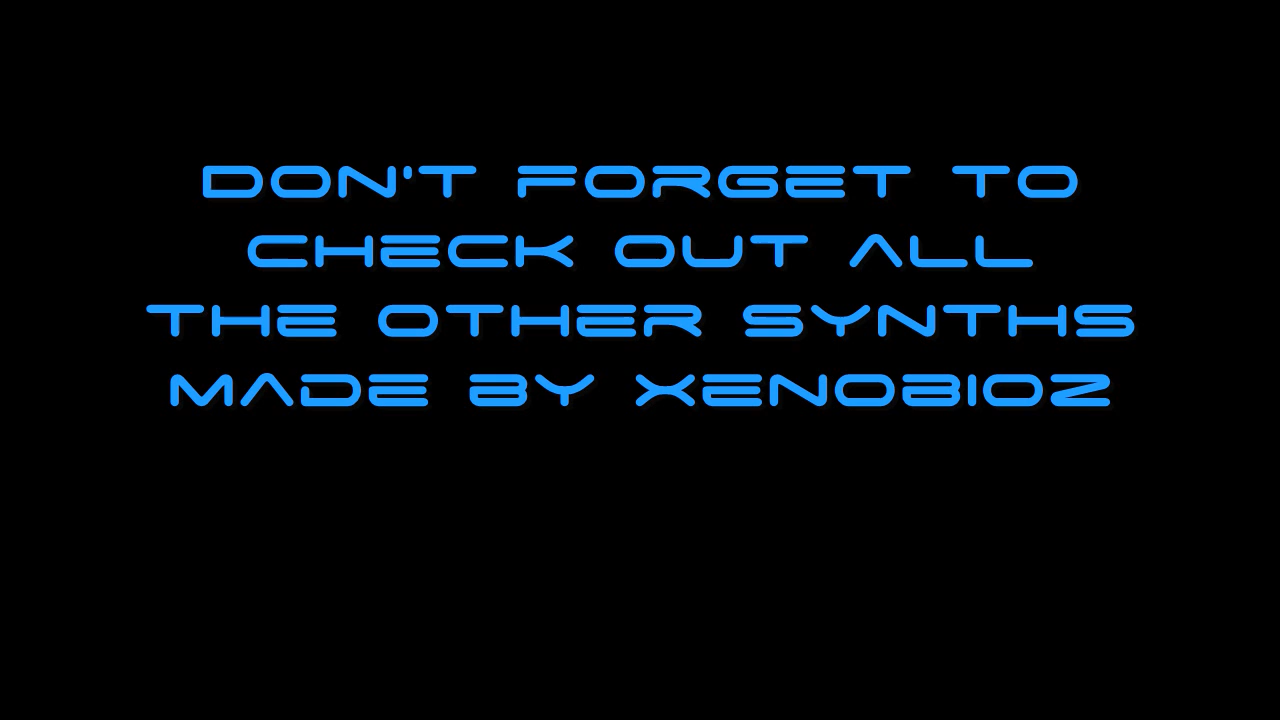 DON'T FORGET TO
CHECK OUT ALL
THE OTHER SYNTHS
MADE BY XENOBIOZ